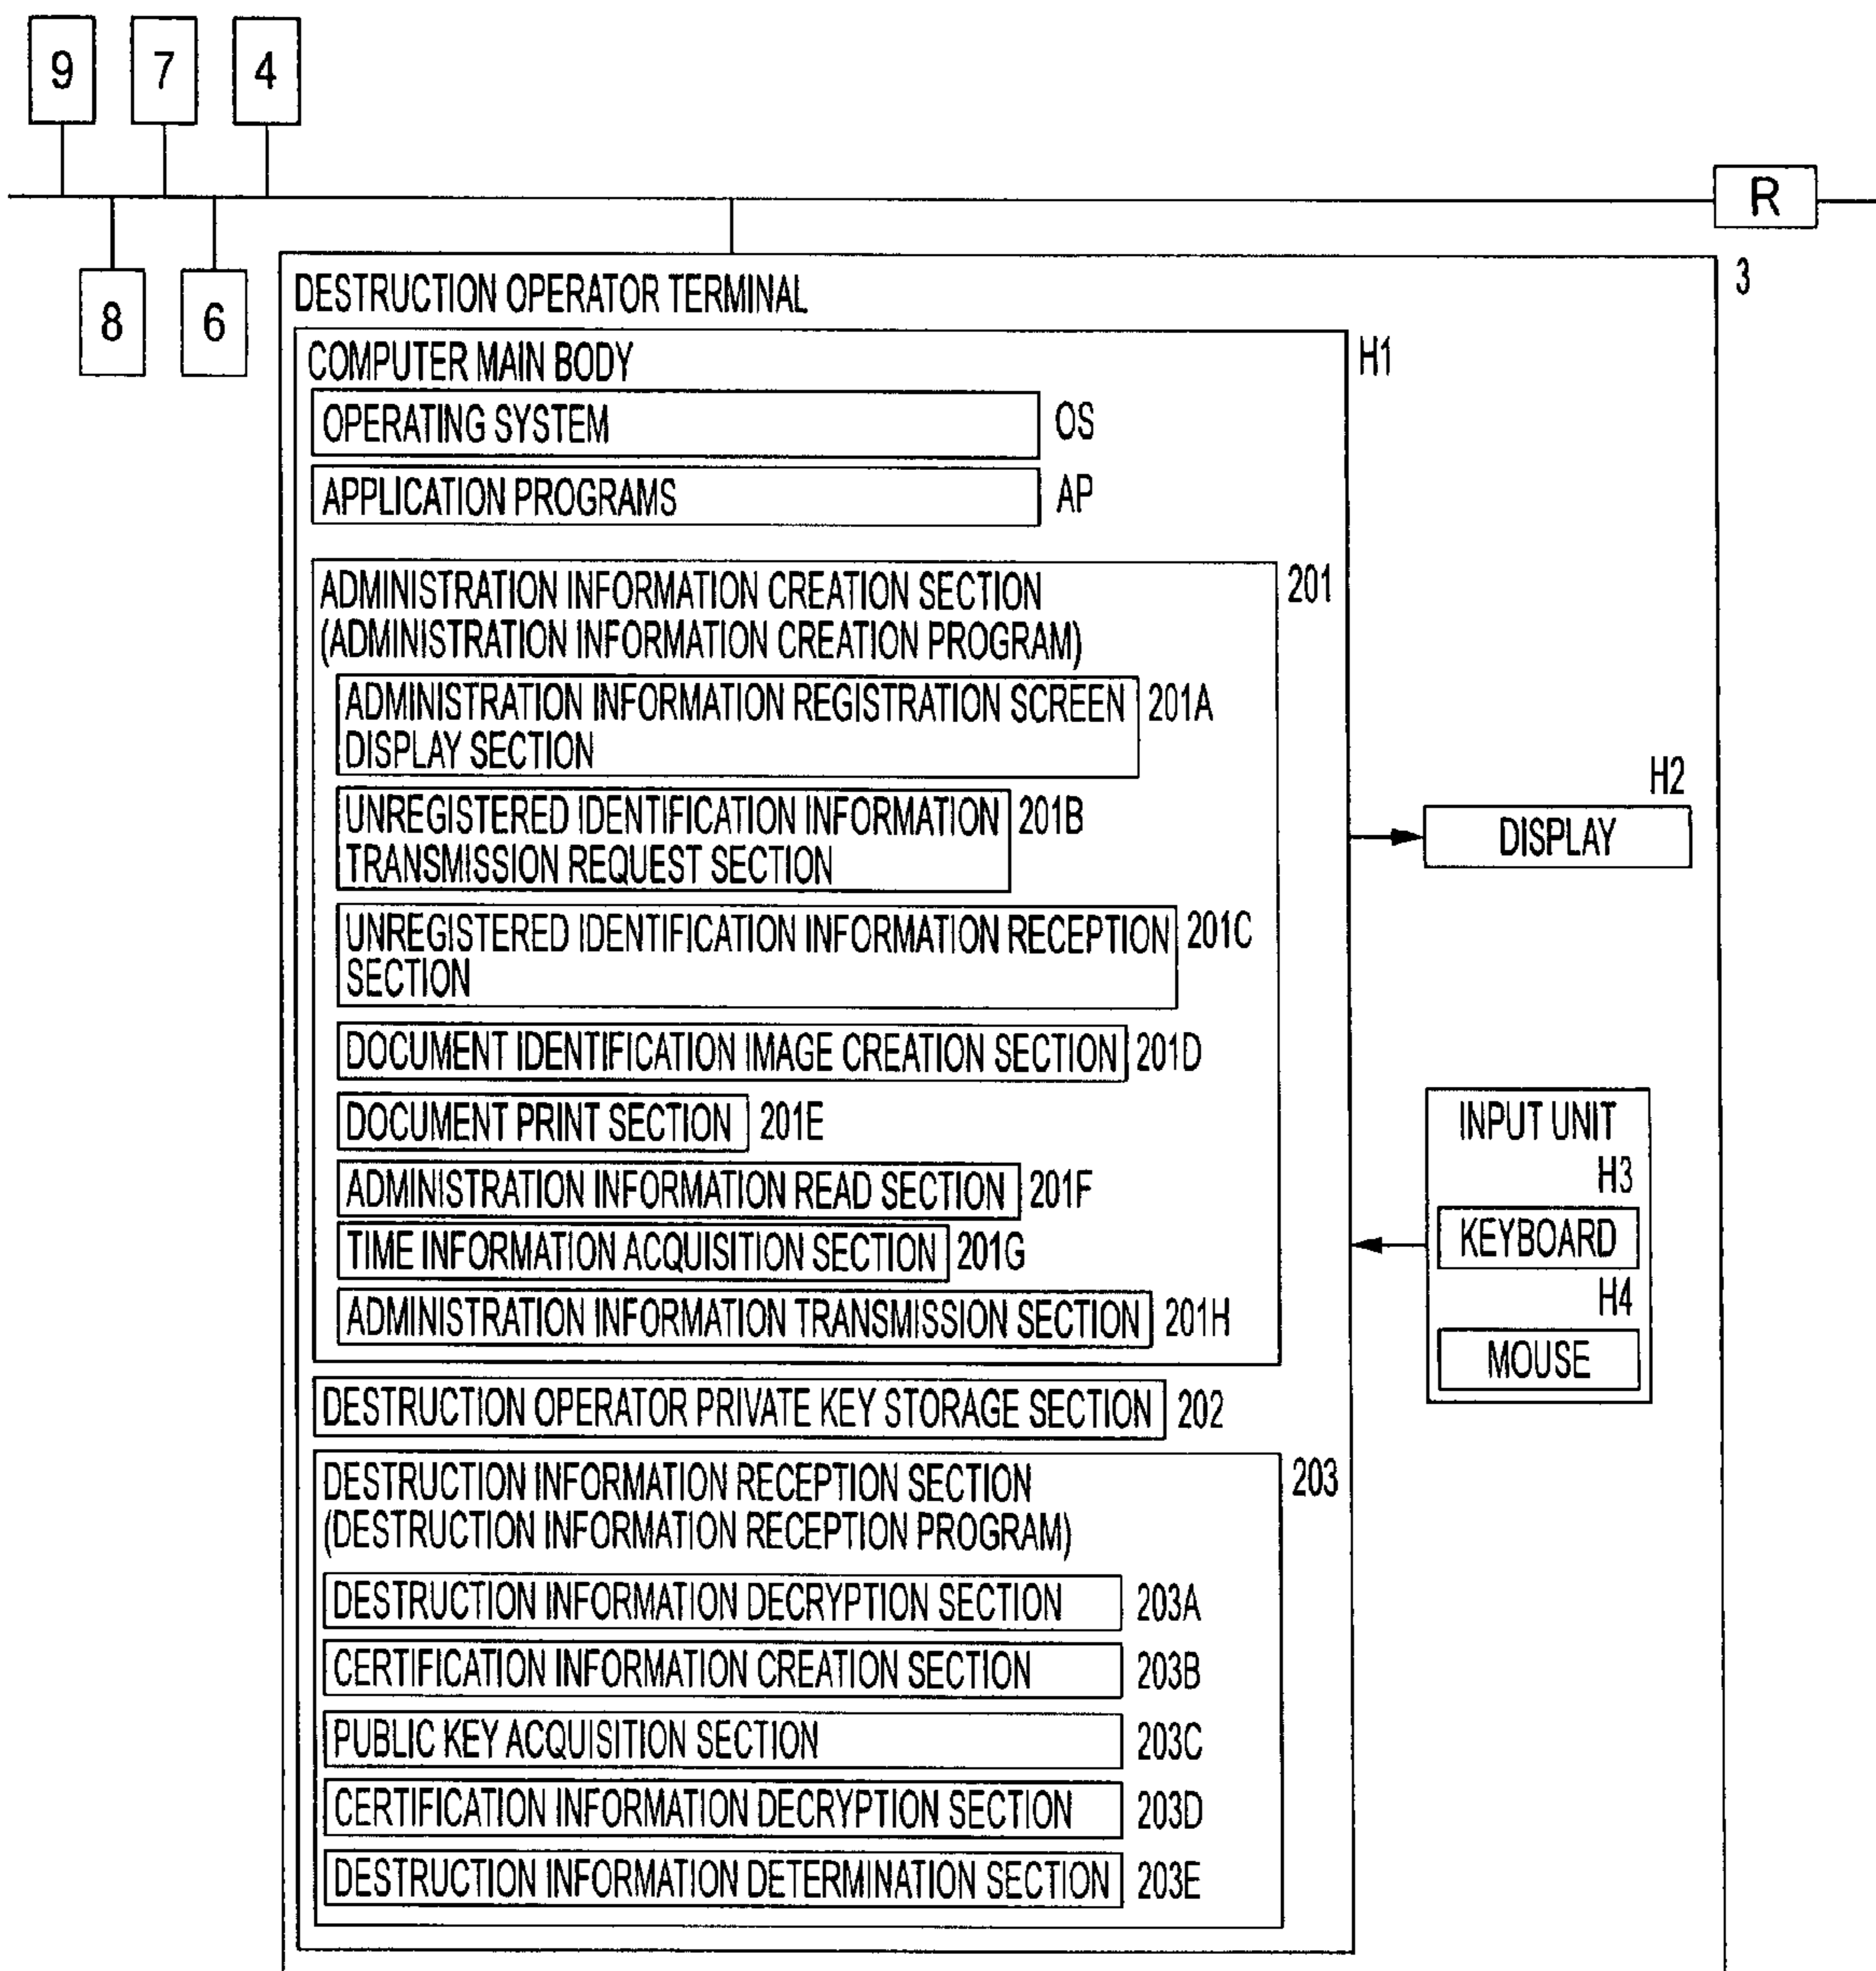 9
7
4
R
8
6
3
DESTRUCTION OPERATOR TERMINAL
COMPUTER MAIN BODY
H1
OPERATING SYSTEM
OS
APPLICATION PROGRAMS
AP
ADMINISTRATION INFORMATION CREATION SECTION
201
(ADMINISTRATION INFORMATION CREATION PROGRAM)
ADMINISTRATION INFORMATION REGISTRATION SCREEN
201A
DISPLAY SECTION
UNREGISTERED IDENTIFICATION INFORMATION
201B
TRANSMISSION REQUEST SECTION
UNREGISTERED IDENTIFICATION INFORMATION RECEPTION
201C
SECTION
DOCUMENT IDENTIFICATION IMAGE CREATION SECTION
201D
DOCUMENT PRINT SECTION
201E
ADMINISTRATION INFORMATION READ SECTION
201F
TIME INFORMATION ACQUISITION SECTION
201G
ADMINISTRATION INFORMATION TRANSMISSION SECTION
201H
DESTRUCTION OPERATOR PRIVATE KEY STORAGE SECTION
202
DESTRUCTION INFORMATION RECEPTION SECTION
203
(DESTRUCTION INFORMATION RECEPTION PROGRAM)
DESTRUCTION INFORMATION DECRYPTION SECTION
203A
CERTIFICATION INFORMATION CREATION SECTION
203B
PUBLIC KEY ACQUISITION SECTION
203C
CERTIFICATION INFORMATION DECRYPTION SECTION
203D
DESTRUCTION INFORMATION DETERMINATION SECTION
203E
H2
DISPLAY
INPUT UNIT
H3
KEYBOARD
H4
MOUSE